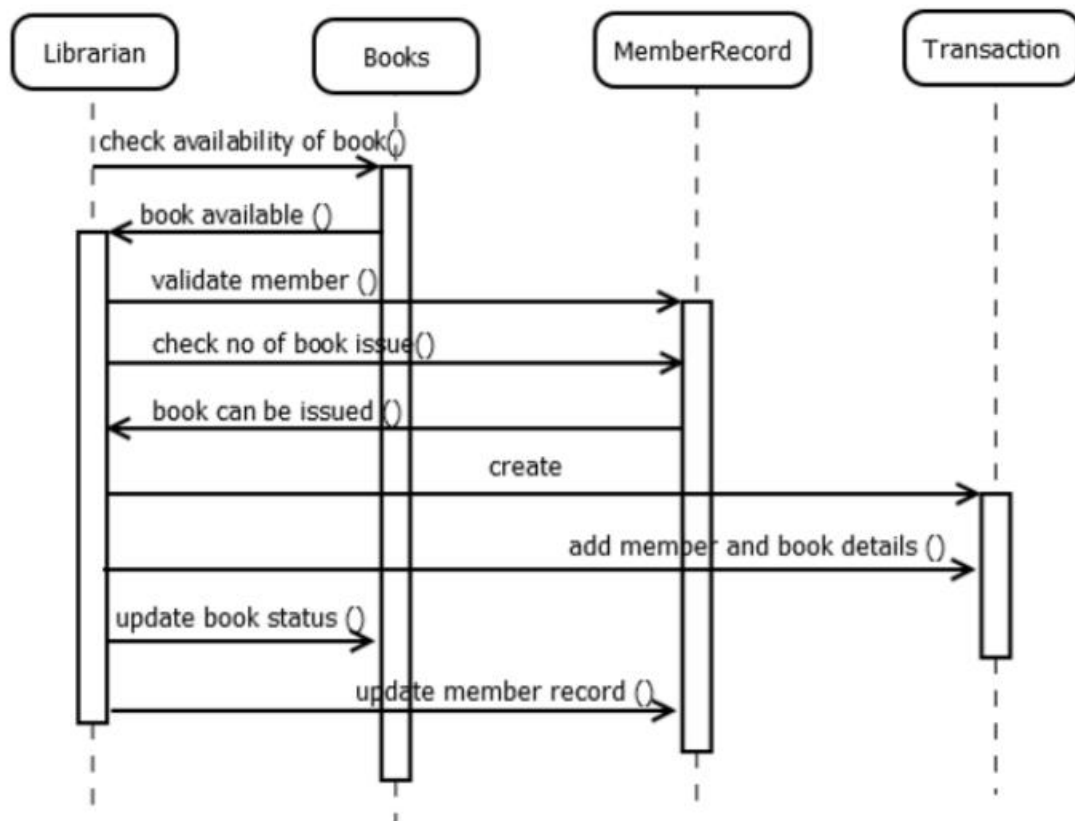 Librarian
Books
MemberRecord
Transaction
check availability of book()
book available ()
validate member ()
check no of book issue()
book can be issued ()
create
add member and book details ()
update book status ()
update member record ()